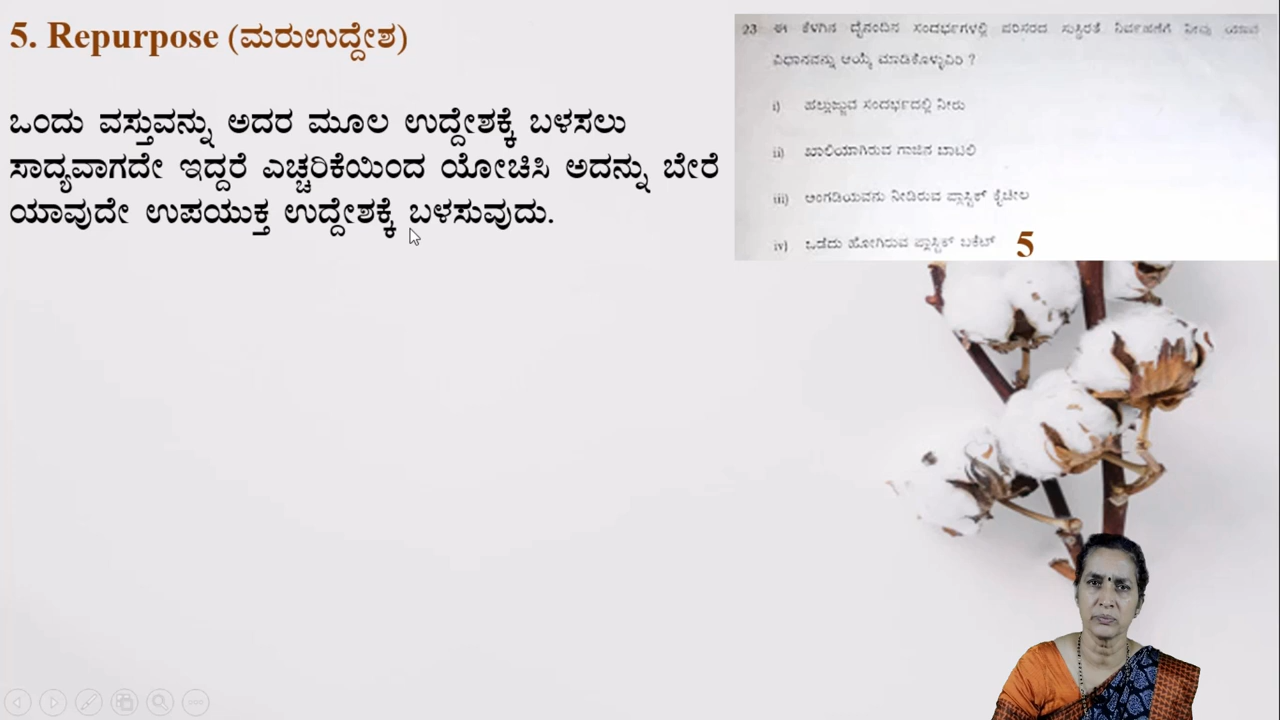 5. Repurpose (ಮರುಉದ್ದೇಶ)
ಒಂದು ವಸ್ತುವನ್ನು ಅದರ ಮೂಲ ಉದ್ದೇಶಕ್ಕೆ ಬಳಸಲು
ಸಾದ್ಯವಾಗದೇ ಇದ್ದರೆ ಎಚ್ಚರಿಕೆಯಿಂದ ಯೋಚಿಸಿ ಅದನ್ನು ಬೇರೆ
ಯಾವುದೇ ಉಪಯುಕ್ತ ಉದ್ದೇಶಕ್ಕೆ ಬಳಸುವುದು.
23 ಈ ಕೆಳಗಿನ ದೈನಂದಿನ ಸಂದರ್ಭಗಳಲ್ಲಿ ಪರಿಸರದ ಸುಸ್ಥಿರತೆ ನಿರ್ವಹಣೆಗೆ ನೀವು ಯಾವ
ವಿಧಾನವನ್ನು ಆಯ್ಕೆ ಮಾಡಿಕೊಳ್ಳುವಿರಿ ?
i) ಹಲ್ಲುಜ್ಜುವ ಸಂದರ್ಭದಲ್ಲಿ ನೀರು
ii) ಖಾಲಿಯಾಗಿರುವ ಗಾಜಿನ ಬಾಟಲಿ
iii) ಅಂಗಡಿಯವನು ನೀಡಿರುವ ಪ್ಲಾಸ್ಟಿಕ್ ಕೈಚೀಲ
iv) ಒಡೆದು ಹೋಗಿರುವ ಪ್ಲಾಸ್ಟಿಕ್ ಬಕೆಟ್ 5